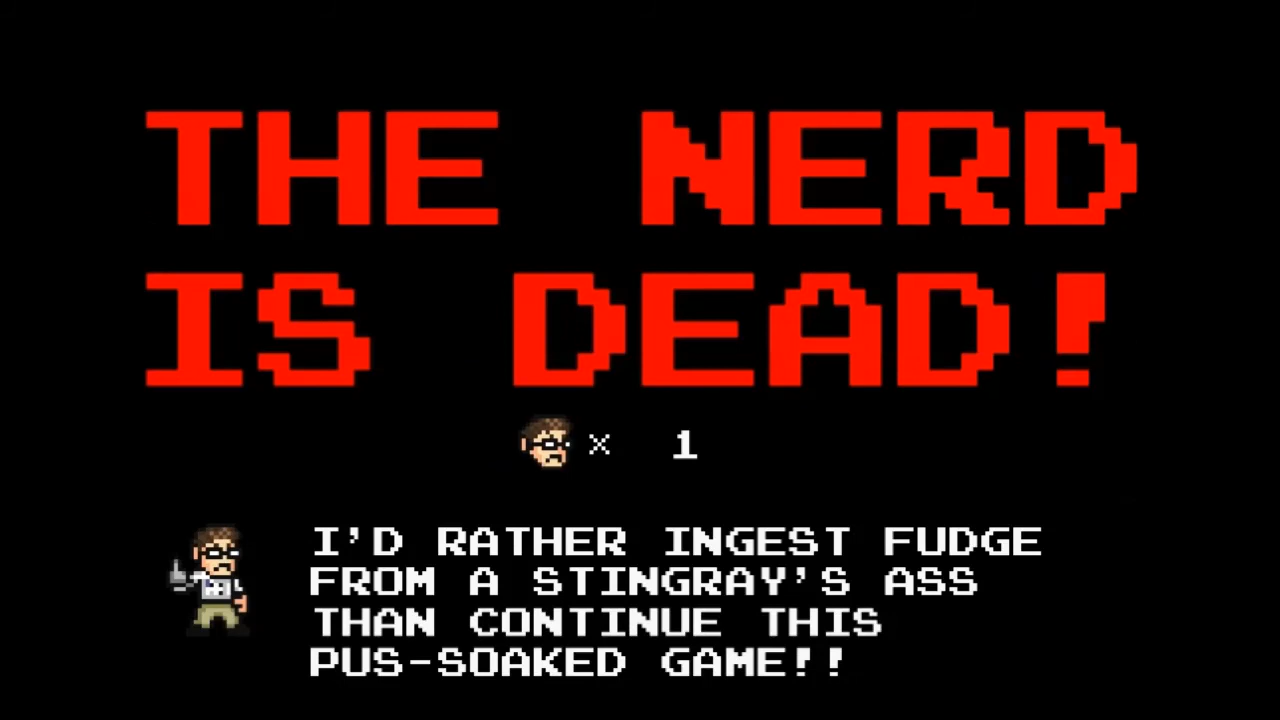 THE NERD
IS DEAD!
× 1
I'D RATHER INGEST FUDGE
FROM A STINGRAY'S ASS
THAN CONTINUE THIS
PUS-SOAKED GAME!!